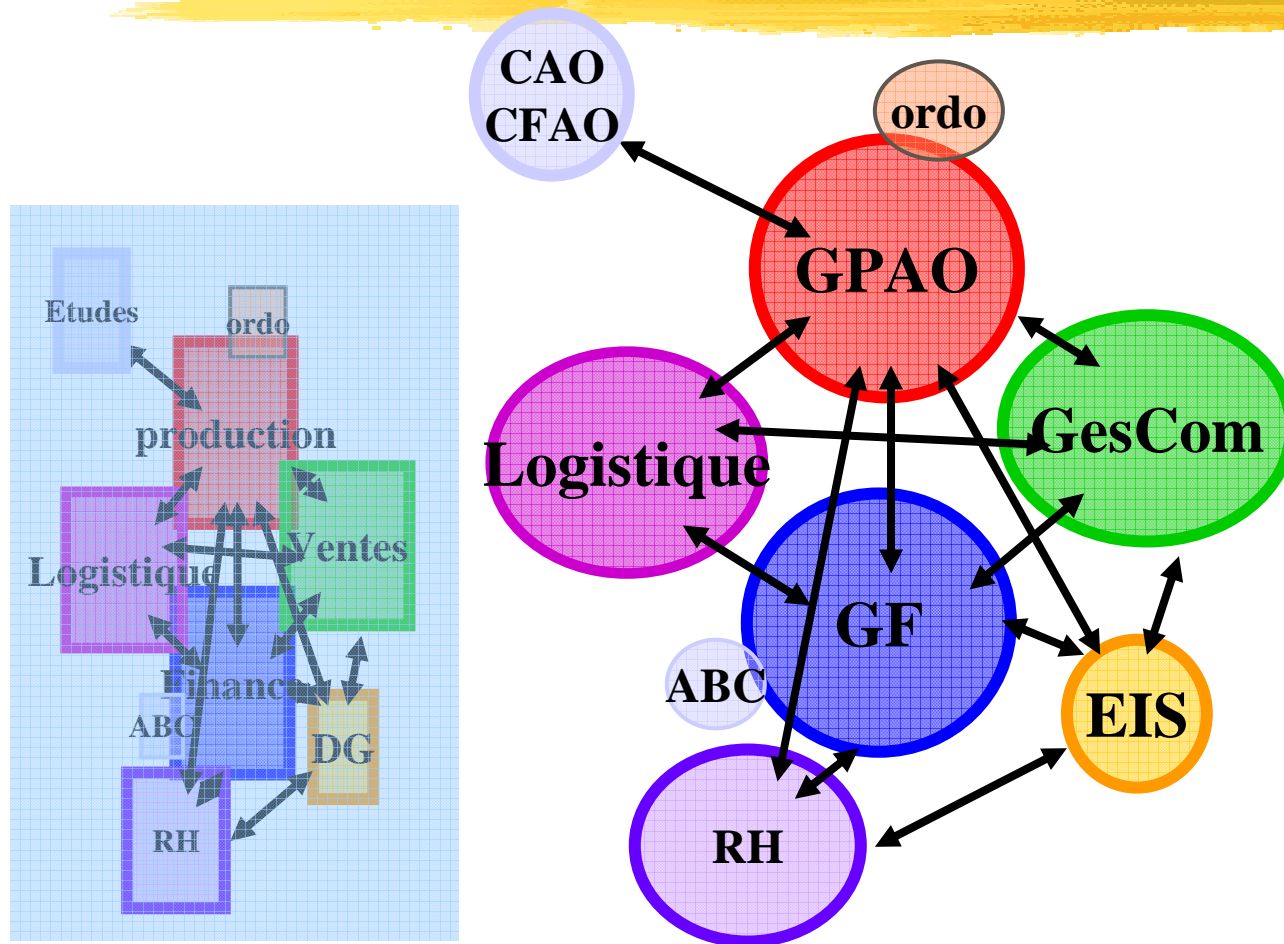 CAO
CFAO
ordo
GPAO
GesCom
Logistique
GF
ABC
EIS
RH
Etudes
ordo
production
Ventes
Logistique
Finance
ABC
DG
RH